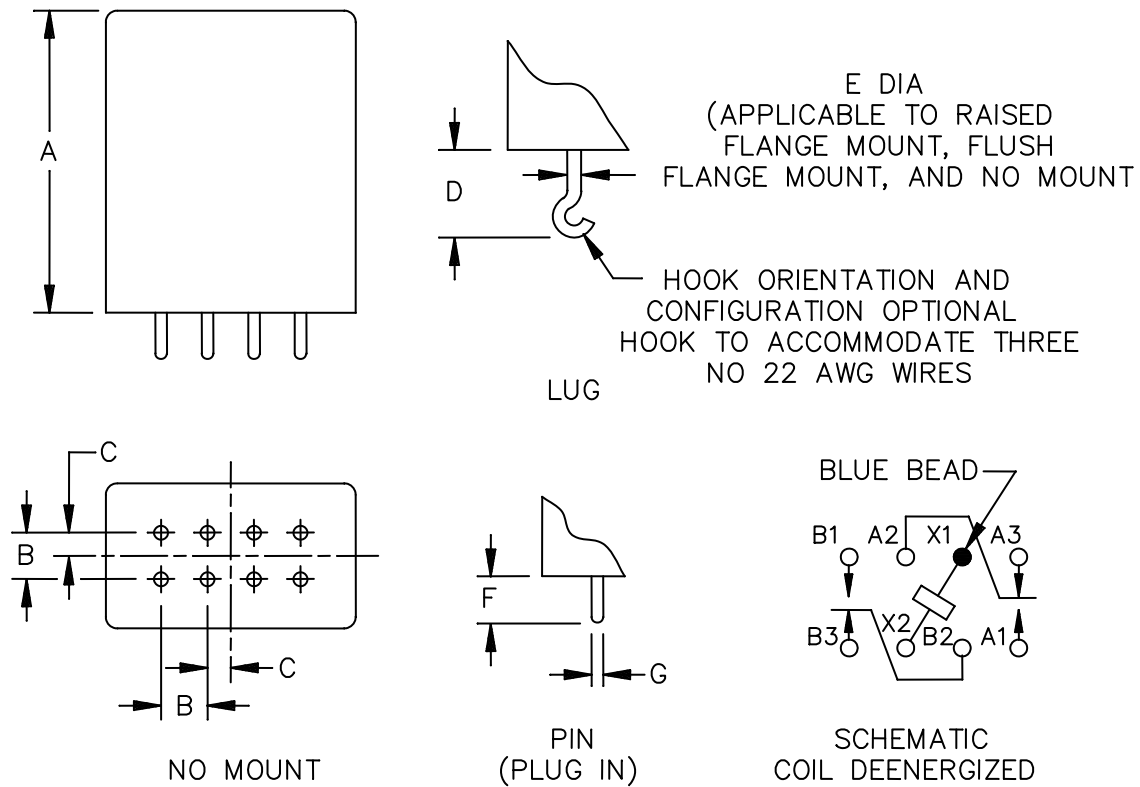 A
D
E DIA
(APPLICABLE TO RAISED
FLANGE MOUNT, FLUSH
FLANGE MOUNT, AND NO MOUNT
HOOK ORIENTATION AND
CONFIGURATION OPTIONAL
HOOK TO ACCOMMODATE THREE
NO 22 AWG WIRES
LUG
C
B
C
B
NO MOUNT
F
G
PIN
(PLUG IN)
BLUE BEAD
B1 A2 X1 A3
B3 X2 B2 A1
SCHEMATIC
COIL DEENERGIZED